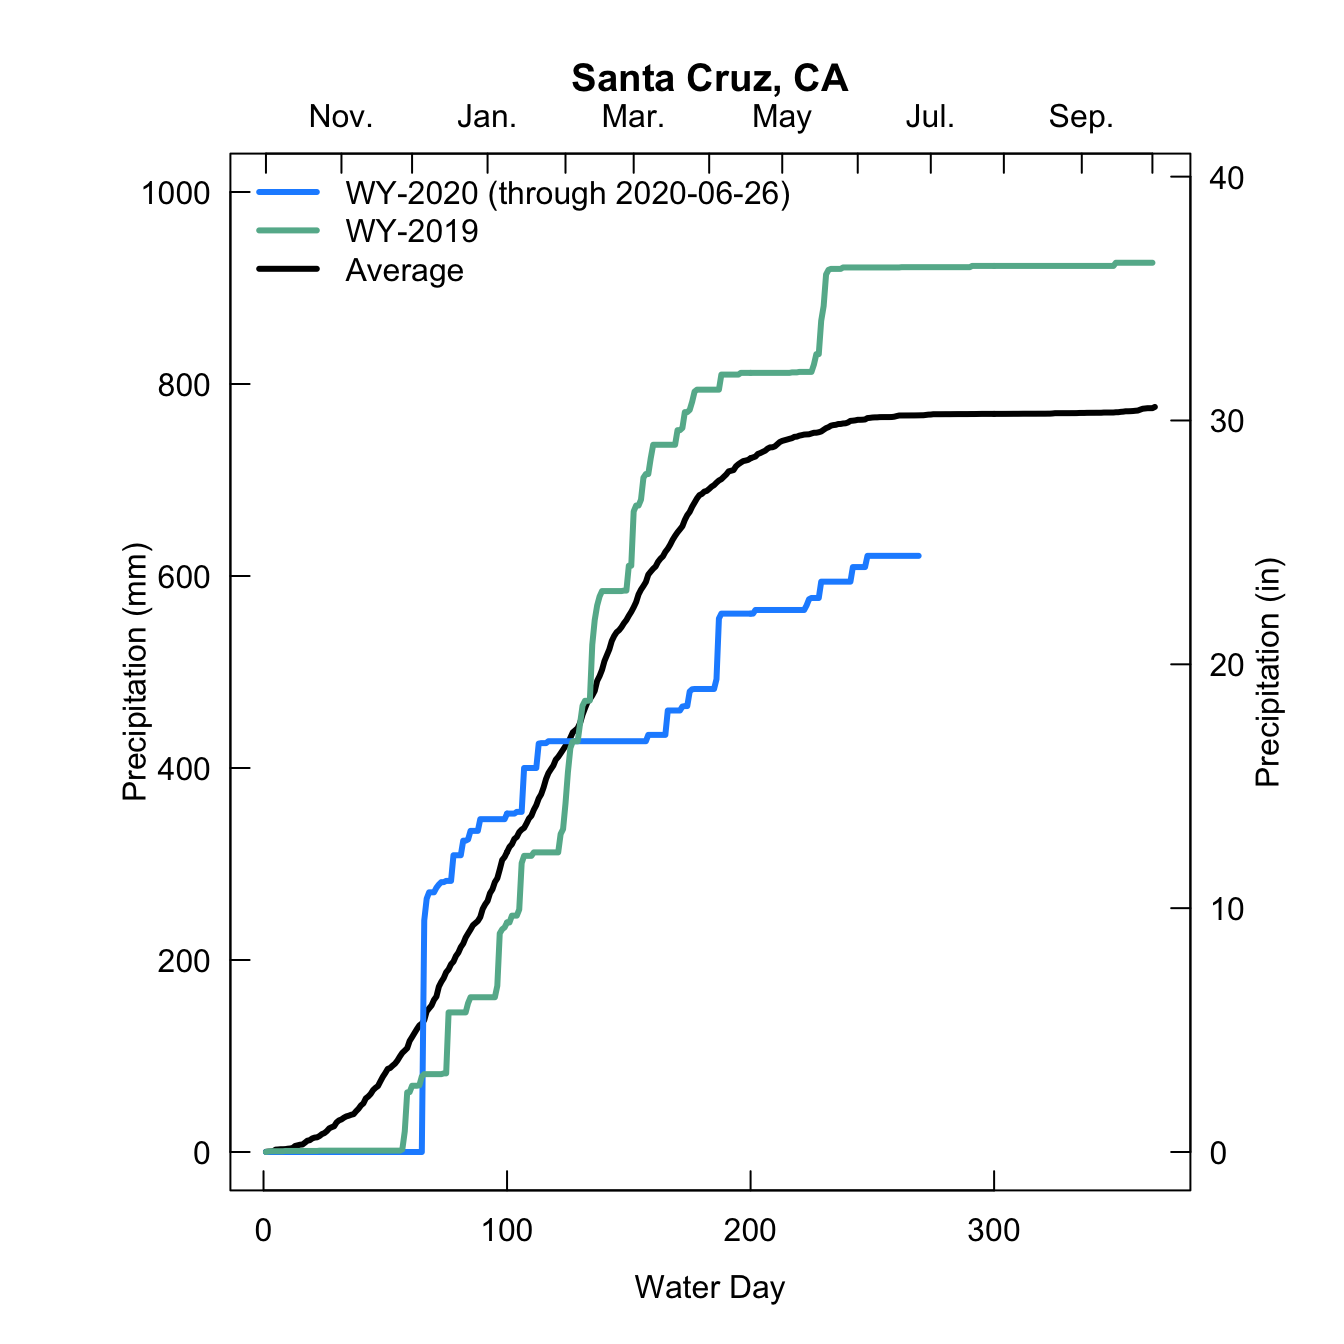 Santa Cruz, CA
Nov. Jan. Mar. May Jul. Sep.
WY-2020 (through 2020-06-26)
WY-2019
Average
1000
800
600
400
200
0
Precipitation (mm)
40
30
20
10
0
Precipitation (in)
0 100 200 300
Water Day